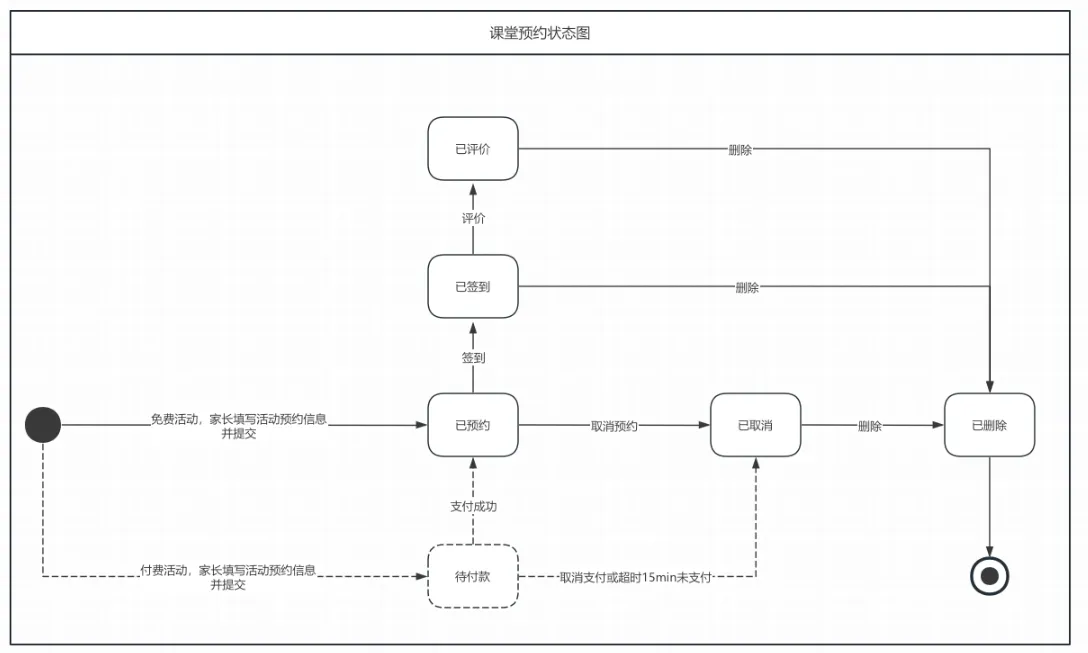 课堂预约状态图
已评价
删除
评价
已签到
删除
签到
免费活动，家长填写活动预约信息
并提交
已预约
取消预约
已取消
删除
已删除
支付成功
付费活动，家长填写活动预约信息
并提交
待付款
取消支付或超时15min未支付